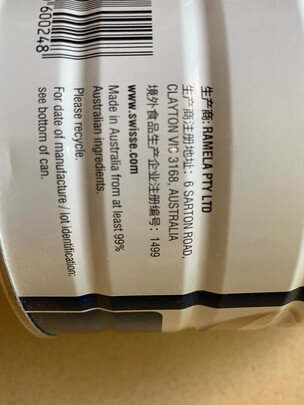 600248
生产商: RAMELA PTY LTD
生产商注册地址: 6 SARTON ROAD,
CLAYTON VIC 3168, AUSTRALIA
境外食品生产企业注册编号: 1499
www.swisse.com
Made in Australia from at least 99%
Australian ingredients.
Please recycle.
For date of manufacture / lot identification:
see bottom of can.